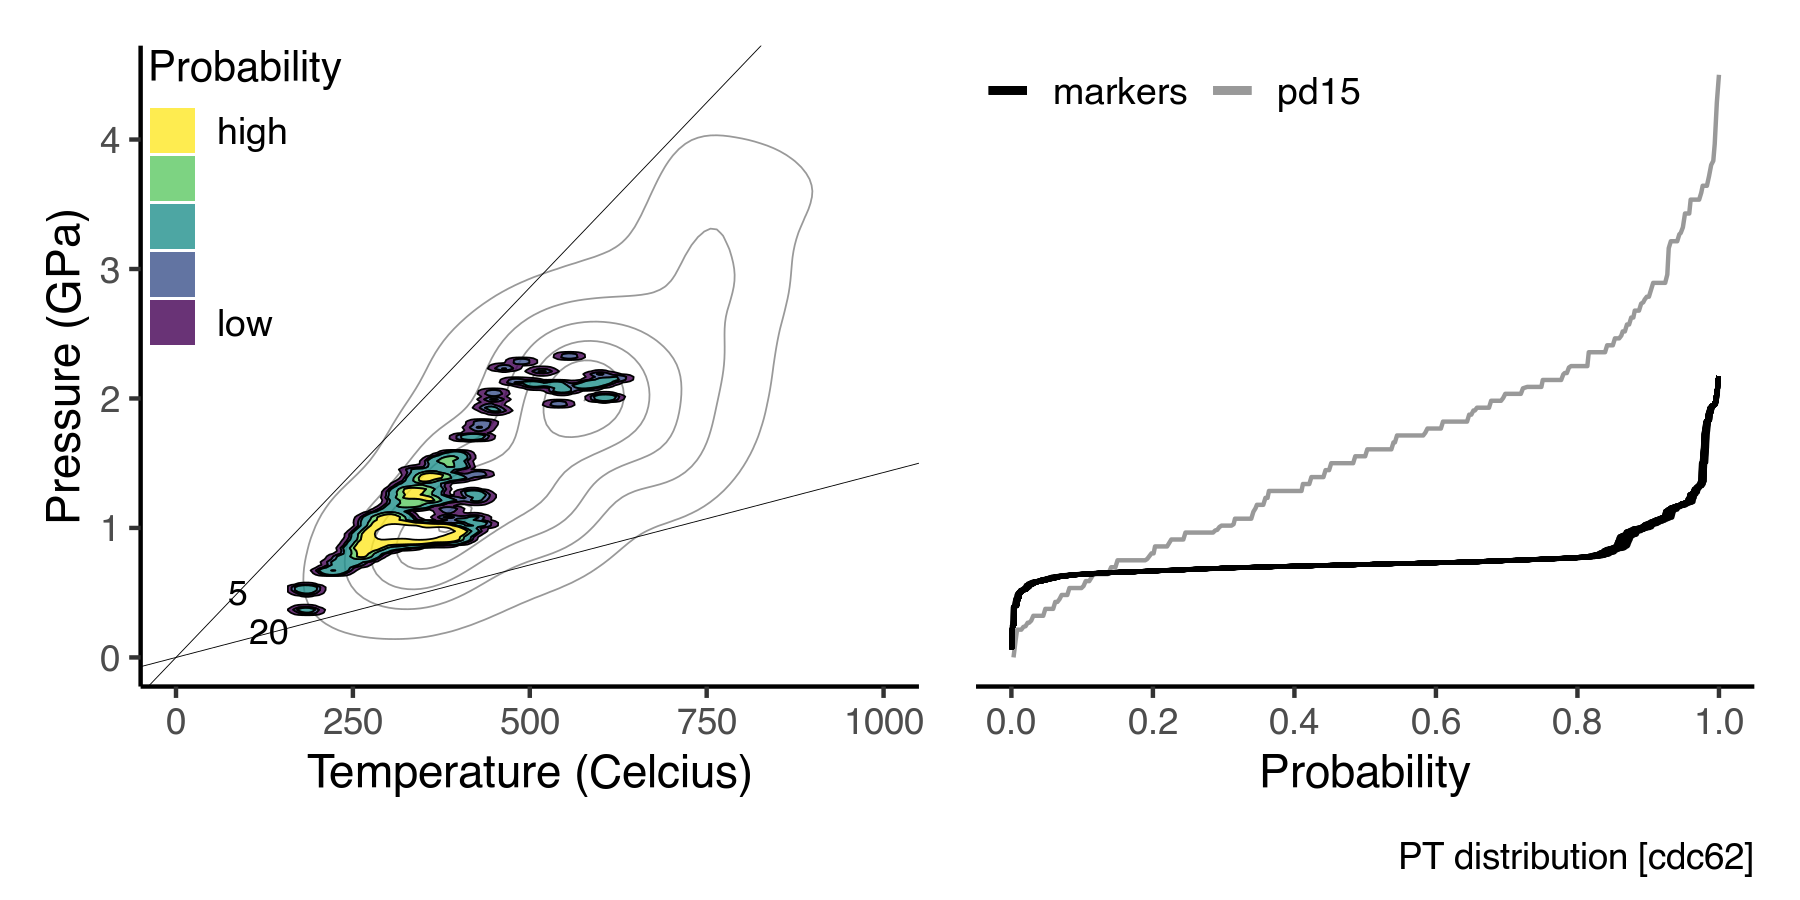 Probability
high
low
Pressure (GPa)
4
3
2
1
0
5
20
0 250 500 750 1000
Temperature (Celcius)
markers pd15
0.0 0.2 0.4 0.6 0.8 1.0
Probability
PT distribution [cdc62]